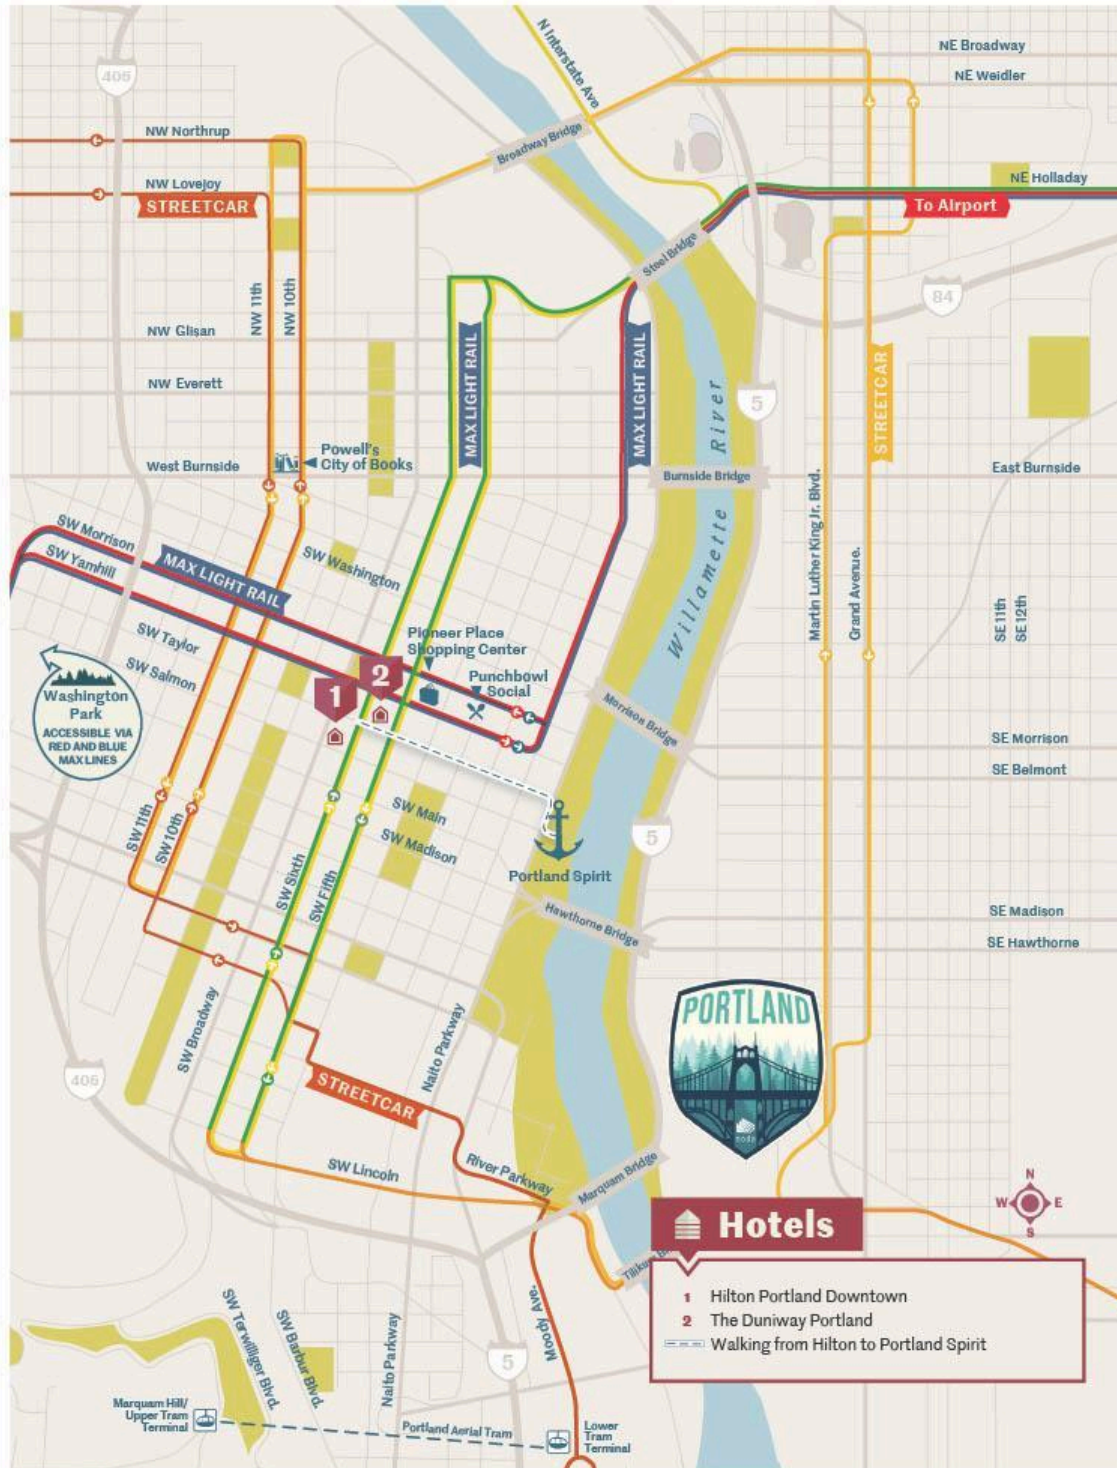 N Interstate Ave
NE Broadway
405
NE Weidler
NW Northrup
Broadway Bridge
NE Holladay
NW Lovejoy
STREETCAR
To Airport
Steel Bridge
NW 11th
NW 10th
84
NW Glisan
MAX LIGHT RAIL
MAX LIGHT RAIL
STREETCAR
NW Everett
5
Willamette River
Powell's
City of Books
West Burnside
Burnside Bridge
East Burnside
Martin Luther King Jr. Blvd.
Grand Avenue.
SW Morrison
SW Yamhill
MAX LIGHT RAIL
SW Washington
SE 11th
SE 12th
SW Taylor
SW Salmon
Pioneer Place
Shopping Center
Punchbowl
Social
1
2
Washington
Park
ACCESSIBLE VIA
RED AND BLUE
MAX LINES
Morrison Bridge
SE Morrison
SE Belmont
SW 11th
SW 10th
SW Main
SW Madison
5
SW Sixth
SW Fifth
Portland Spirit
Hawthorne Bridge
SE Madison
SE Hawthorne
SW Broadway
Naito Parkway
PORTLAND
405
STREETCAR
SW Lincoln
River Parkway
Marquam Bridge
N
W E
S
Hotels
1 Hilton Portland Downtown
2 The Duniway Portland
Walking from Hilton to Portland Spirit
SW Terwilliger Blvd.
SW Barbur Blvd.
Naito Parkway
Moody Ave.
5
Marquam Hill/
Upper Tram
Terminal
Portland Aerial Tram
Lower
Tram
Terminal